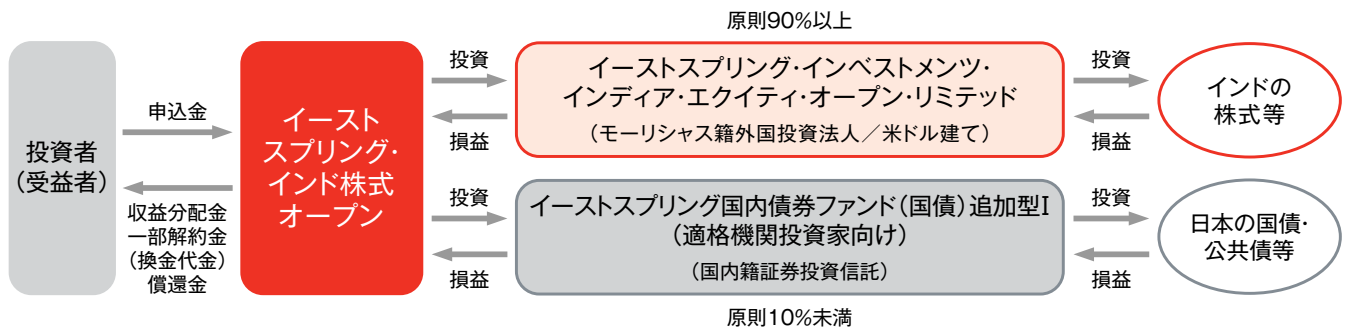 原則90%以上
投資者
(受益者)
申込金
収益分配金
一部解約金
(換金代金)
償還金
イースト
スプリング・
インド株式
オープン
投資
損益
イーストスプリング・インベストメンツ・
インディア・エクイティ・オープン・リミテッド
(モーリシャス籍外国投資法人/米ドル建て)
投資
損益
インドの
株式等
投資
損益
イーストスプリング国内債券ファンド(国債)追加型I
(適格機関投資家向け)
(国内籍証券投資信託)
投資
損益
日本の国債・
公共債等
原則10%未満